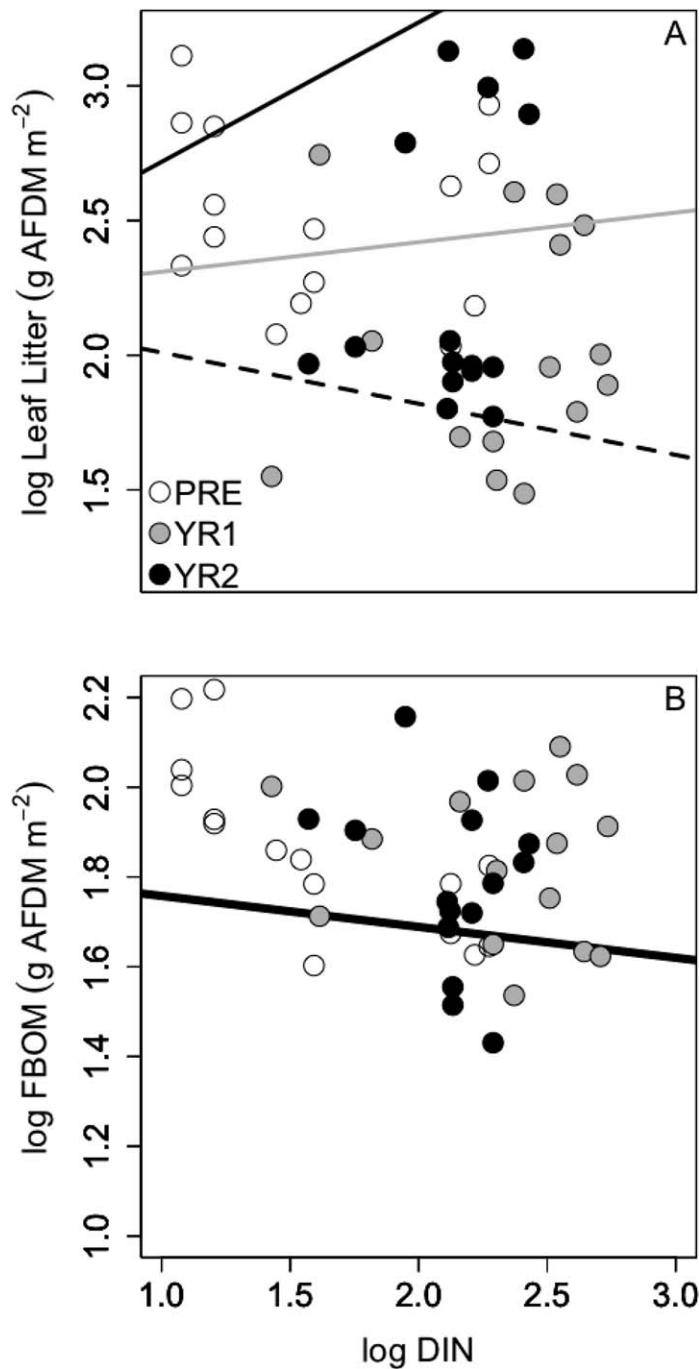 A
log Leaf Litter (g AFDM m⁻²)
3.0
2.5
2.0
1.5
PRE
YR1
YR2
B
log FBOM (g AFDM m⁻²)
2.2
2.0
1.8
1.6
1.4
1.2
1.0
1.0 1.5 2.0 2.5 3.0
log DIN